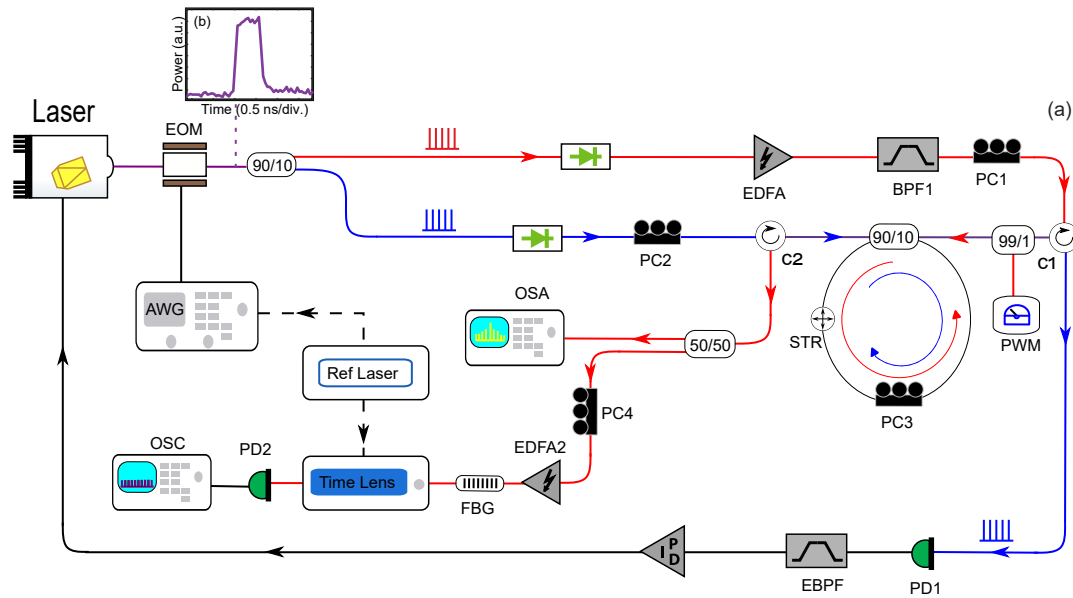 (b)
Power (a.u.)
Time (0.5 ns/div.)
(a)
Laser
EOM
90/10
EDFA
BPF1
PC1
PC2
C2
90/10
99/1
C1
AWG
OSA
STR
PWM
50/50
Ref Laser
PC3
PC4
OSC
PD2
EDFA2
Time Lens
FBG
P
I
D
EBPF
PD1